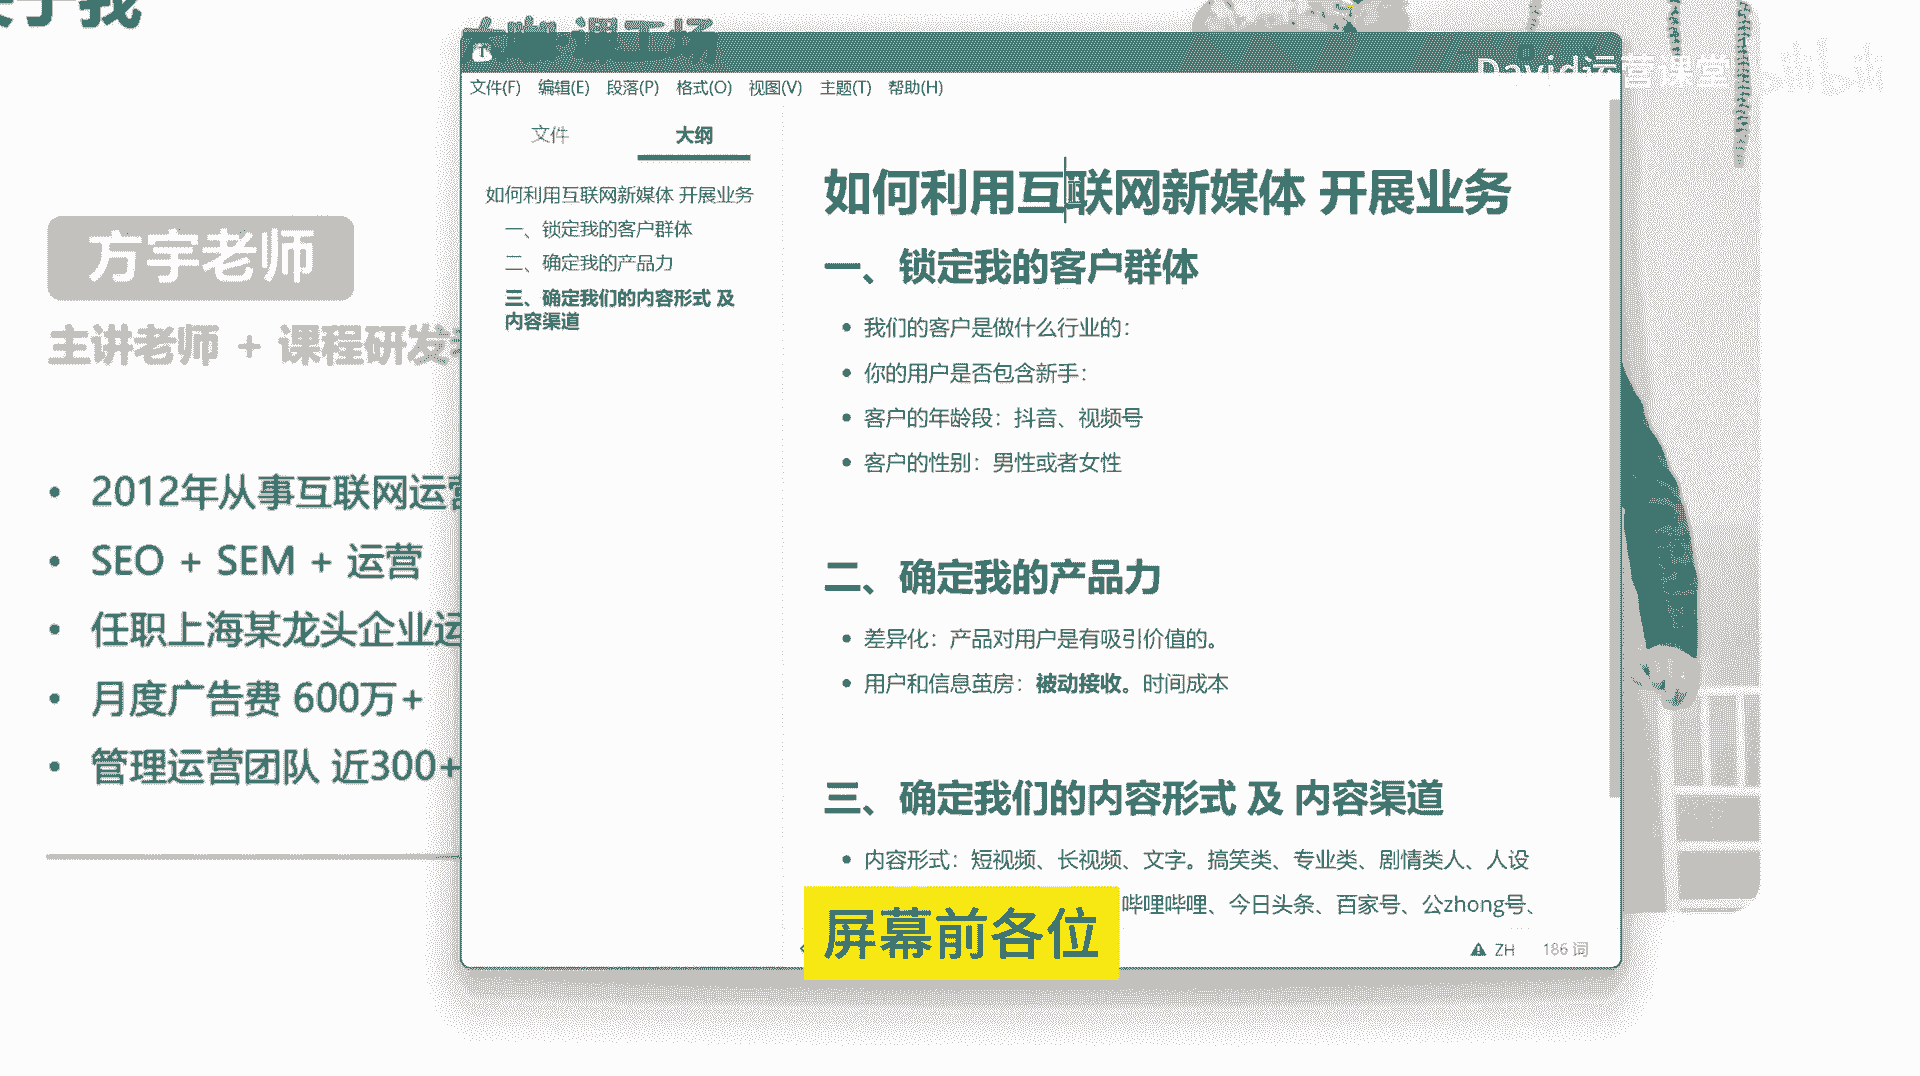 关于我
方宇老师
主讲老师 + 课程研发
• 2012年从事互联网运营
• SEO + SEM + 运营
• 任职上海某龙头企业运
• 月度广告费 600万+
• 管理运营团队 近300+
课工场
David运营课堂
bilibili
文件(F) 编辑(E) 段落(P) 格式(O) 视图(V) 主题(T) 帮助(H)
文件 大纲
如何利用互联网新媒体 开展业务
一、锁定我的客户群体
二、确定我的产品力
三、确定我们的内容形式 及
内容渠道
如何利用互联网新媒体 开展业务
一、锁定我的客户群体
• 我们的客户是做什么行业的：
• 你的用户是否包含新手：
• 客户的年龄段：抖音、视频号
• 客户的性别：男性或者女性
二、确定我的产品力
• 差异化：产品对用户是有吸引价值的。
• 用户和信息茧房：被动接收。时间成本
三、确定我们的内容形式 及 内容渠道
• 内容形式：短视频、长视频、文字。搞笑类、专业类、剧情类人、人设
哔哩哔哩、今日头条、百家号、公zhong号、
屏幕前各位
ZH 186 词